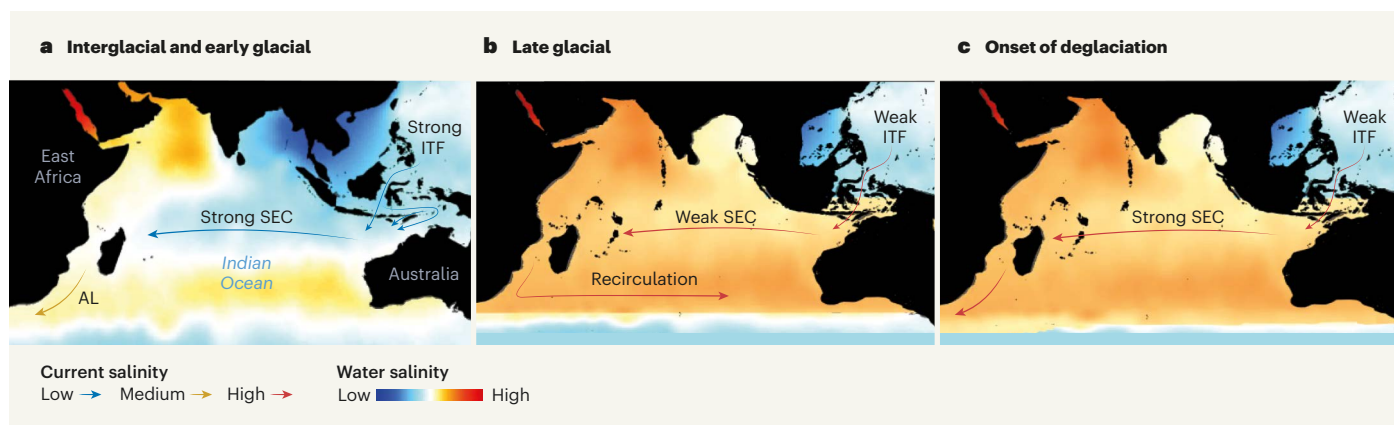 a Interglacial and early glacial
East
Africa
Strong
ITF
Strong SEC
Indian
Ocean
Australia
AL
b Late glacial
Weak
ITF
Weak SEC
Recirculation
c Onset of deglaciation
Weak
ITF
Strong SEC
Current salinity
Low Medium High
Water salinity
Low High